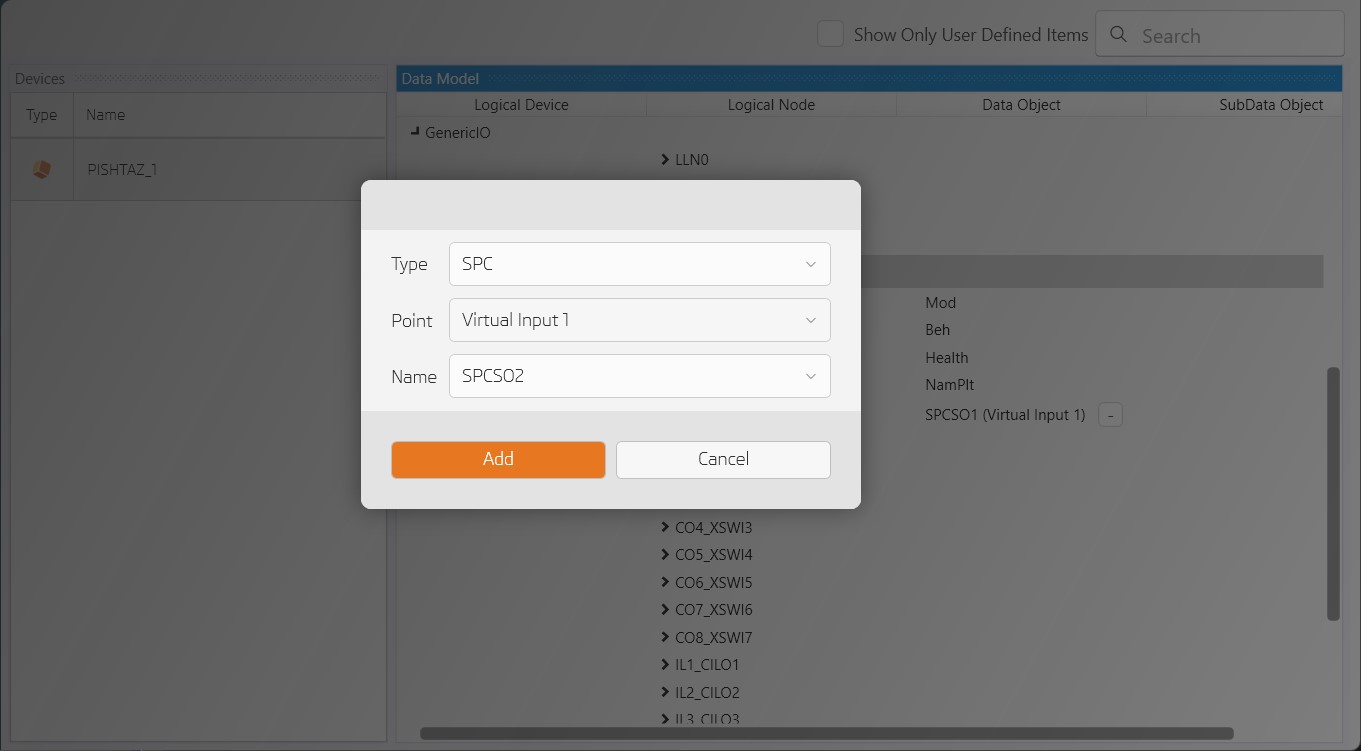 Show Only User Defined Items
Search
Devices
Type Name
PISHTAZ_1
Data Model
Logical Device Logical Node Data Object SubData Object
GenericIO
LLN0
Type SPC
Point Virtual Input 1
Name SPCSO2
Add Cancel
Mod
Beh
Health
NamPlt
SPCSO1 (Virtual Input 1) -
CO4_XSWI3
CO5_XSWI4
CO6_XSWI5
CO7_XSWI6
CO8_XSWI7
IL1_CILO1
IL2_CILO2
IL3_CILO3